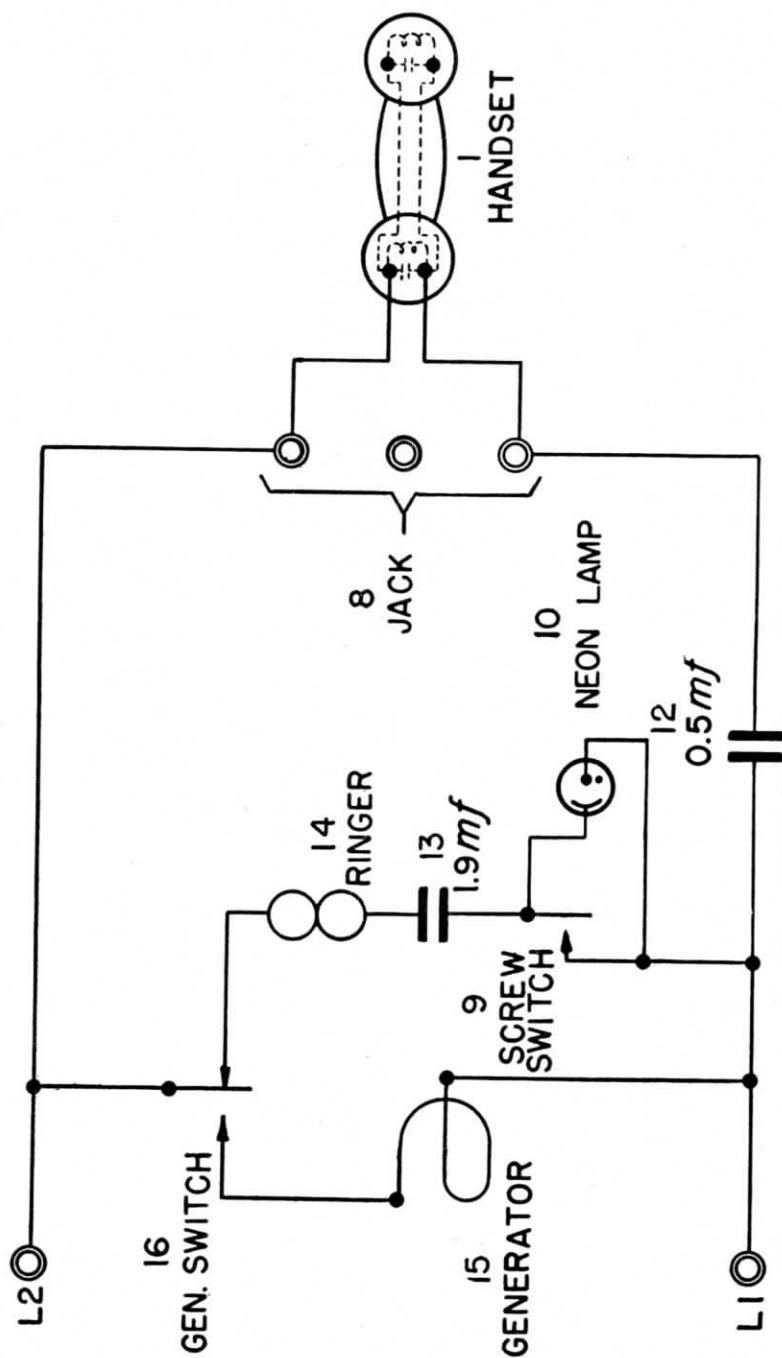 L2
16
GEN. SWITCH
15
GENERATOR
L1
9
SCREW
SWITCH
14
RINGER
13
1.9mf
8
JACK
10
NEON LAMP
12
0.5mf
1
HANDSET